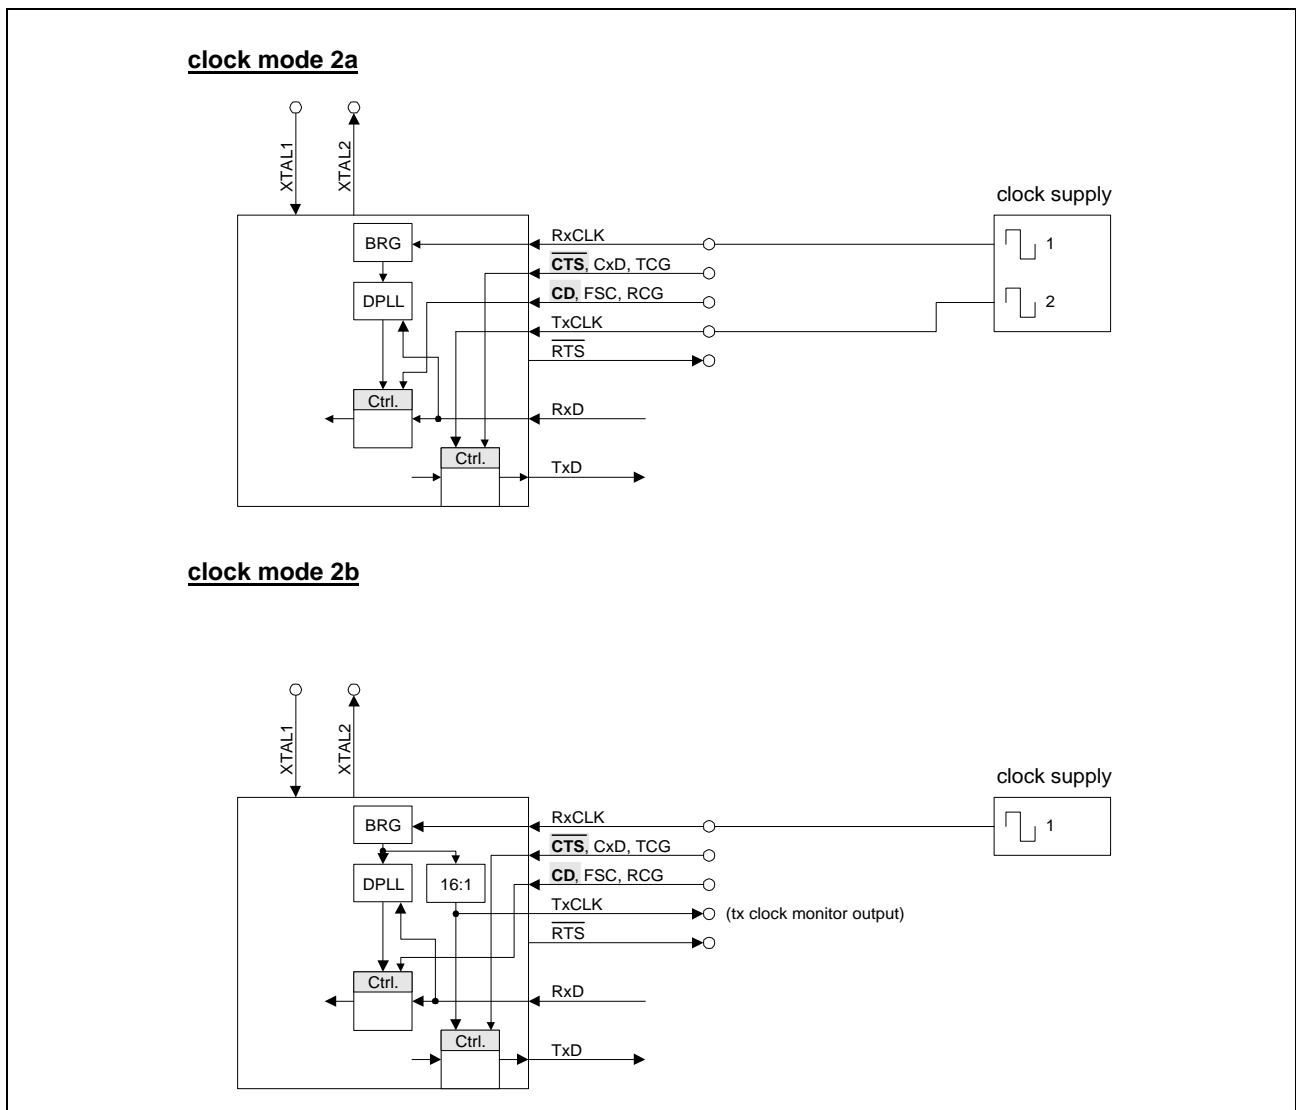 clock mode 2a
XTAL1
XTAL2
clock supply
BRG
RxCLK
1
CTS, CxD, TCG
DPLL
CD, FSC, RCG
2
TxCLK
RTS
Ctrl.
RxD
Ctrl.
TxD
clock mode 2b
XTAL1
XTAL2
clock supply
BRG
RxCLK
1
CTS, CxD, TCG
DPLL
16:1
CD, FSC, RCG
TxCLK
(tx clock monitor output)
RTS
Ctrl.
RxD
Ctrl.
TxD